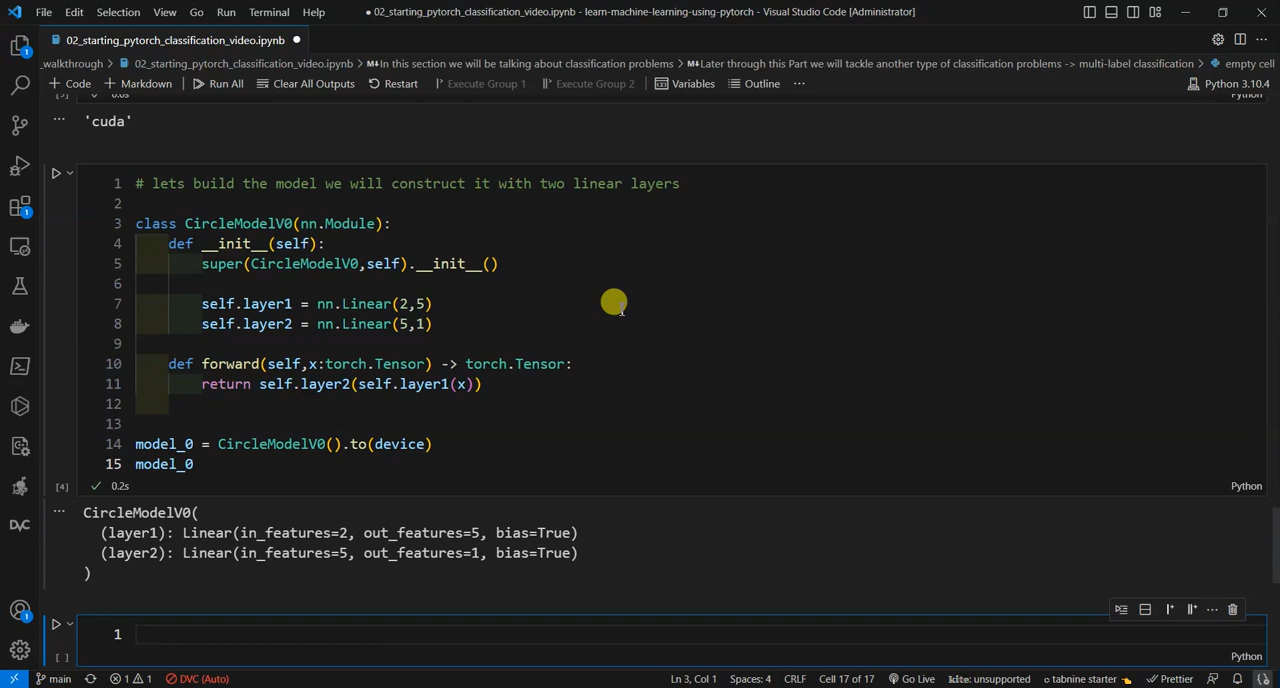 File Edit Selection View Go Run Terminal Help
● 02_starting_pytorch_classification_video.ipynb - learn-machine-learning-using-pytorch - Visual Studio Code [Administrator]
02_starting_pytorch_classification_video.ipynb ●
_walkthrough > 02_starting_pytorch_classification_video.ipynb > M↓In this section we will be talking about classification problems > M↓Later through this Part we will tackle another type of classification problems -> multi-label classification > empty cell
+ Code + Markdown Run All Clear All Outputs Restart Execute Group 1 Execute Group 2 Variables Outline ... Python 3.10.4
Python
... 'cuda'
1 # lets build the model we will construct it with two linear layers
2
3 class CircleModelV0(nn.Module):
4 def __init__(self):
5 super(CircleModelV0,self).__init__()
6
7 self.layer1 = nn.Linear(2,5)
8 self.layer2 = nn.Linear(5,1)
9
10 def forward(self,x:torch.Tensor) -> torch.Tensor:
11 return self.layer2(self.layer1(x))
12
13
14 model_0 = CircleModelV0().to(device)
15 model_0
[4] 0.2s Python
... CircleModelV0(
(layer1): Linear(in_features=2, out_features=5, bias=True)
(layer2): Linear(in_features=5, out_features=1, bias=True)
)
1
[ ] Python
DVC
main 1 1 DVC (Auto) Ln 3, Col 1 Spaces: 4 CRLF Cell 17 of 17 Go Live kite: unsupported tabnine starter Prettier